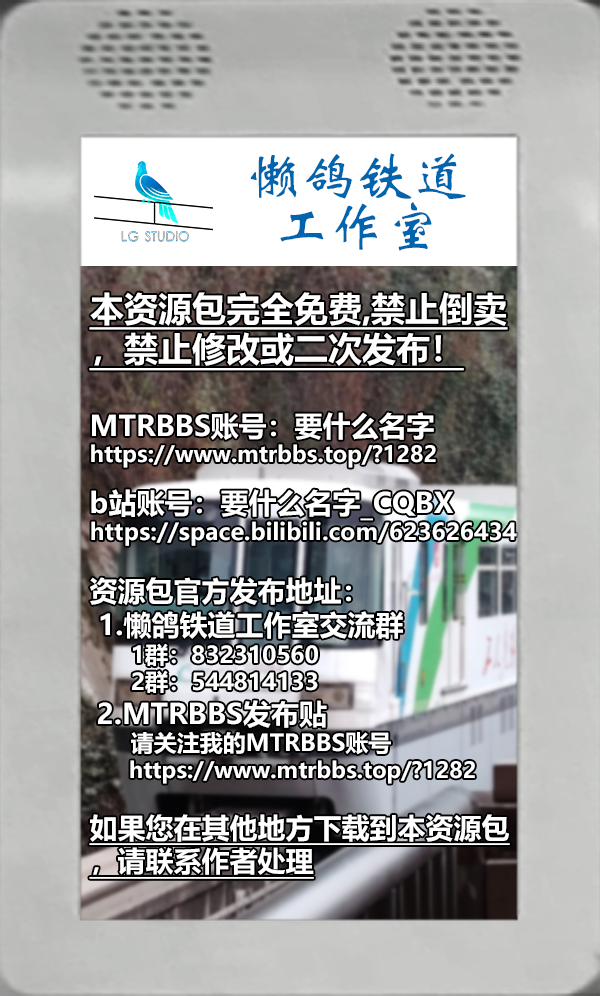 LG STUDIO
懒鸽铁道
工作室
本资源包完全免费,禁止倒卖
，禁止修改或二次发布！
MTRBBS账号：要什么名字
https://www.mtrbbs.top/?1282
b站账号：要什么名字_CQBX
https://space.bilibili.com/623626434
资源包官方发布地址：
1.懒鸽铁道工作室交流群
1群：832310560
2群：544814133
2.MTRBBS发布贴
请关注我的MTRBBS账号
https://www.mtrbbs.top/?1282
如果您在其他地方下载到本资源包
，请联系作者处理